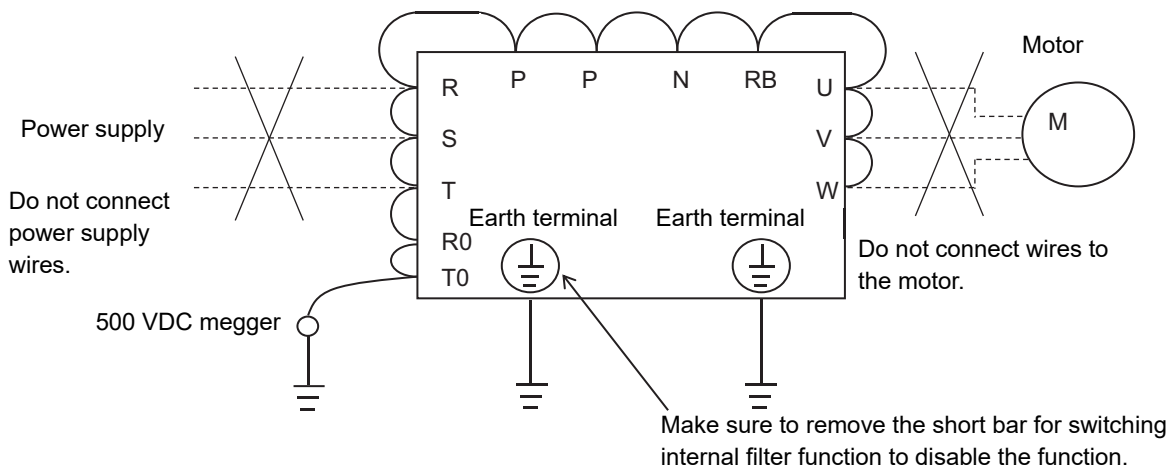 Motor
R P P N RB U
M
Power supply
S V
T W
Do not connect
power supply
wires.
Earth terminal Earth terminal
R0
T0
Do not connect wires to
the motor.
500 VDC megger
Make sure to remove the short bar for switching
internal filter function to disable the function.